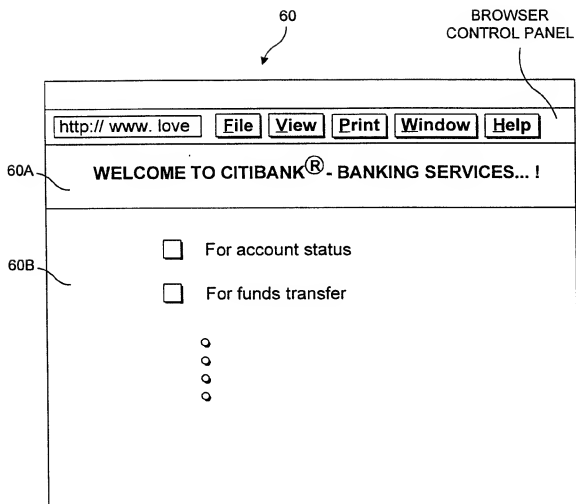 60
BROWSER
CONTROL PANEL
http:// www. love File View Print Window Help
60A
WELCOME TO CITIBANK® - BANKING SERVICES... !
60B
For account status
For funds transfer